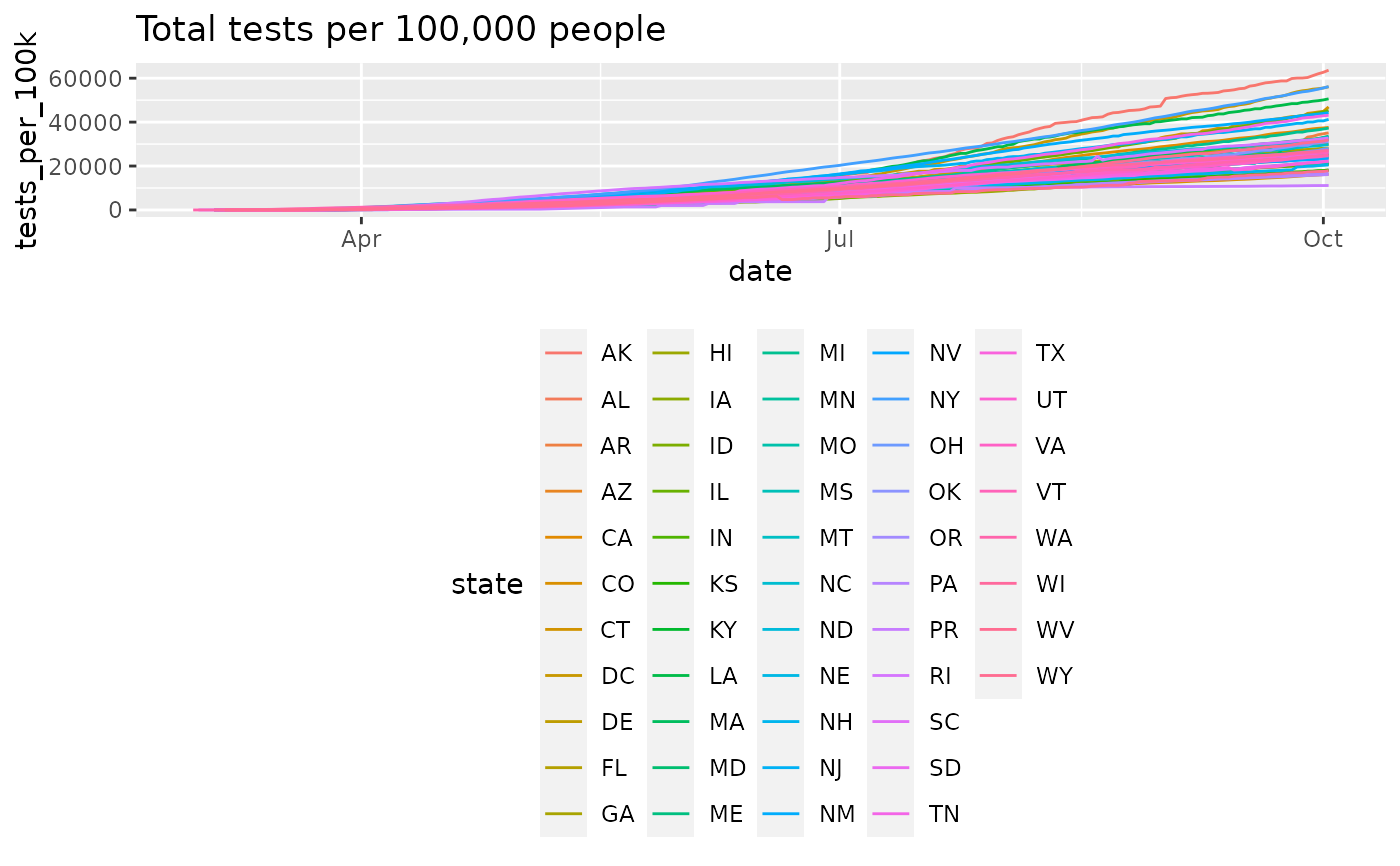 Total tests per 100,000 people
tests_per_100k
60000
40000
20000
0
Apr Jul Oct
date
state
AK HI MI NV TX
AL IA MN NY UT
AR ID MO OH VA
AZ IL MS OK VT
CA IN MT OR WA
CO KS NC PA WI
CT KY ND PR WV
DC LA NE RI WY
DE MA NH SC
FL MD NJ SD
GA ME NM TN